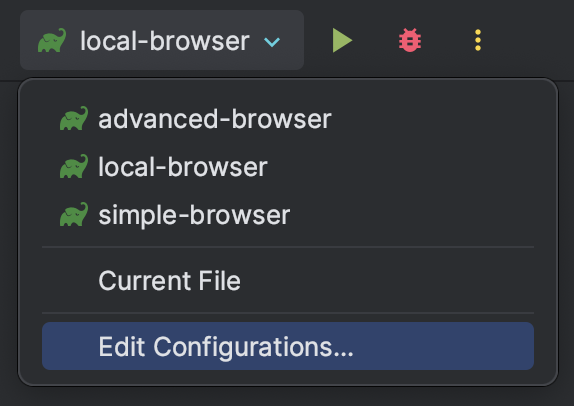 local-browser
advanced-browser
local-browser
simple-browser
Current File
Edit Configurations...